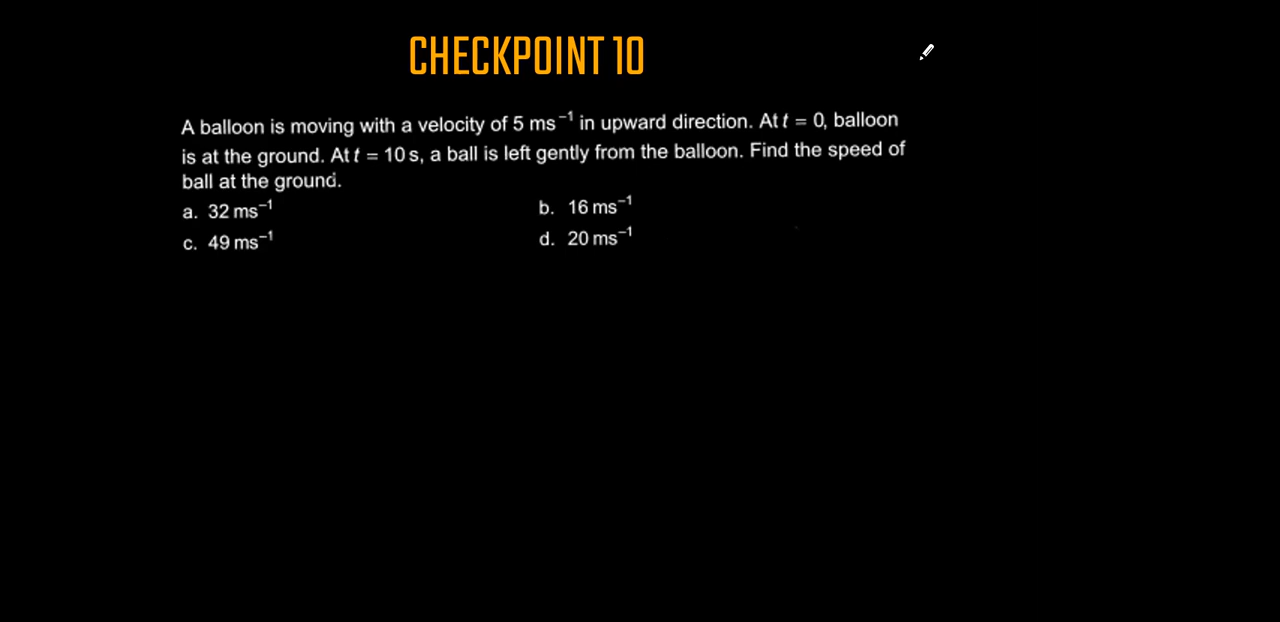 CHECKPOINT 10
A balloon is moving with a velocity of 5 ms⁻¹ in upward direction. At t = 0, balloon
is at the ground. At t = 10 s, a ball is left gently from the balloon. Find the speed of
ball at the ground.
a. 32 ms⁻¹ b. 16 ms⁻¹
c. 49 ms⁻¹ d. 20 ms⁻¹